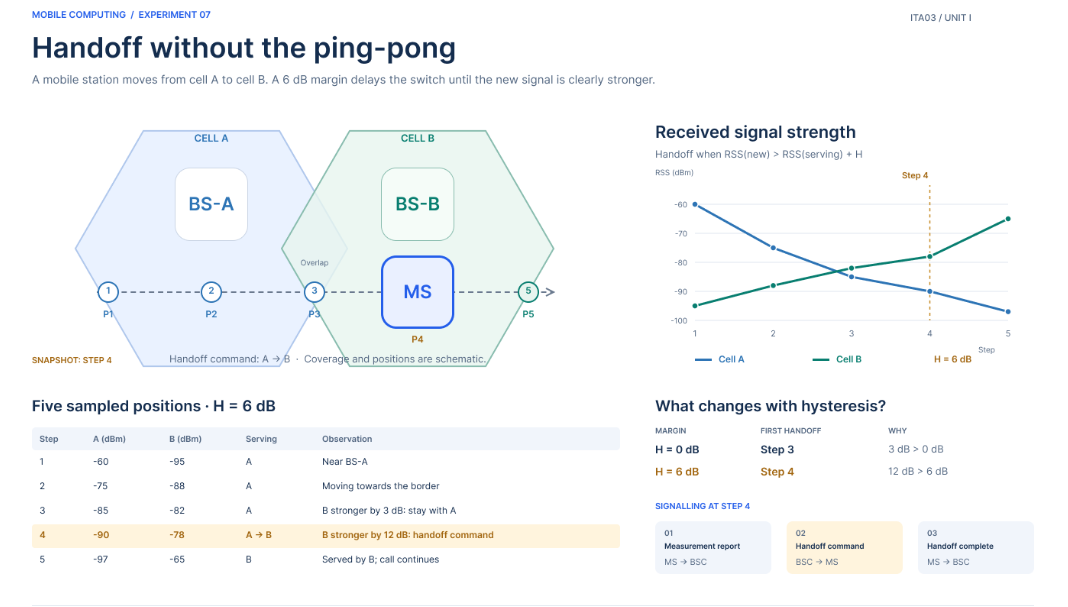 MOBILE COMPUTING / EXPERIMENT 07
ITA03 / UNIT I
Handoff without the ping-pong
A mobile station moves from cell A to cell B. A 6 dB margin delays the switch until the new signal is clearly stronger.
CELL A
CELL B
BS-A
BS-B
Overlap
1
2
3
MS
5
P1
P2
P3
P5
P4
SNAPSHOT: STEP 4
Handoff command: A → B · Coverage and positions are schematic.
Received signal strength
Handoff when RSS(new) > RSS(serving) + H
RSS (dBm)
Step 4
-60
-70
-80
-90
-100
1 2 3 4 5
Step
Cell A
Cell B
H = 6 dB
Five sampled positions · H = 6 dB
Step A (dBm) B (dBm) Serving Observation
1 -60 -95 A Near BS-A
2 -75 -88 A Moving towards the border
3 -85 -82 A B stronger by 3 dB: stay with A
4 -90 -78 A → B B stronger by 12 dB: handoff command
5 -97 -65 B Served by B; call continues
What changes with hysteresis?
MARGIN FIRST HANDOFF WHY
H = 0 dB Step 3 3 dB > 0 dB
H = 6 dB Step 4 12 dB > 6 dB
SIGNALLING AT STEP 4
01
Measurement report
MS → BSC
02
Handoff command
BSC → MS
03
Handoff complete
MS → BSC